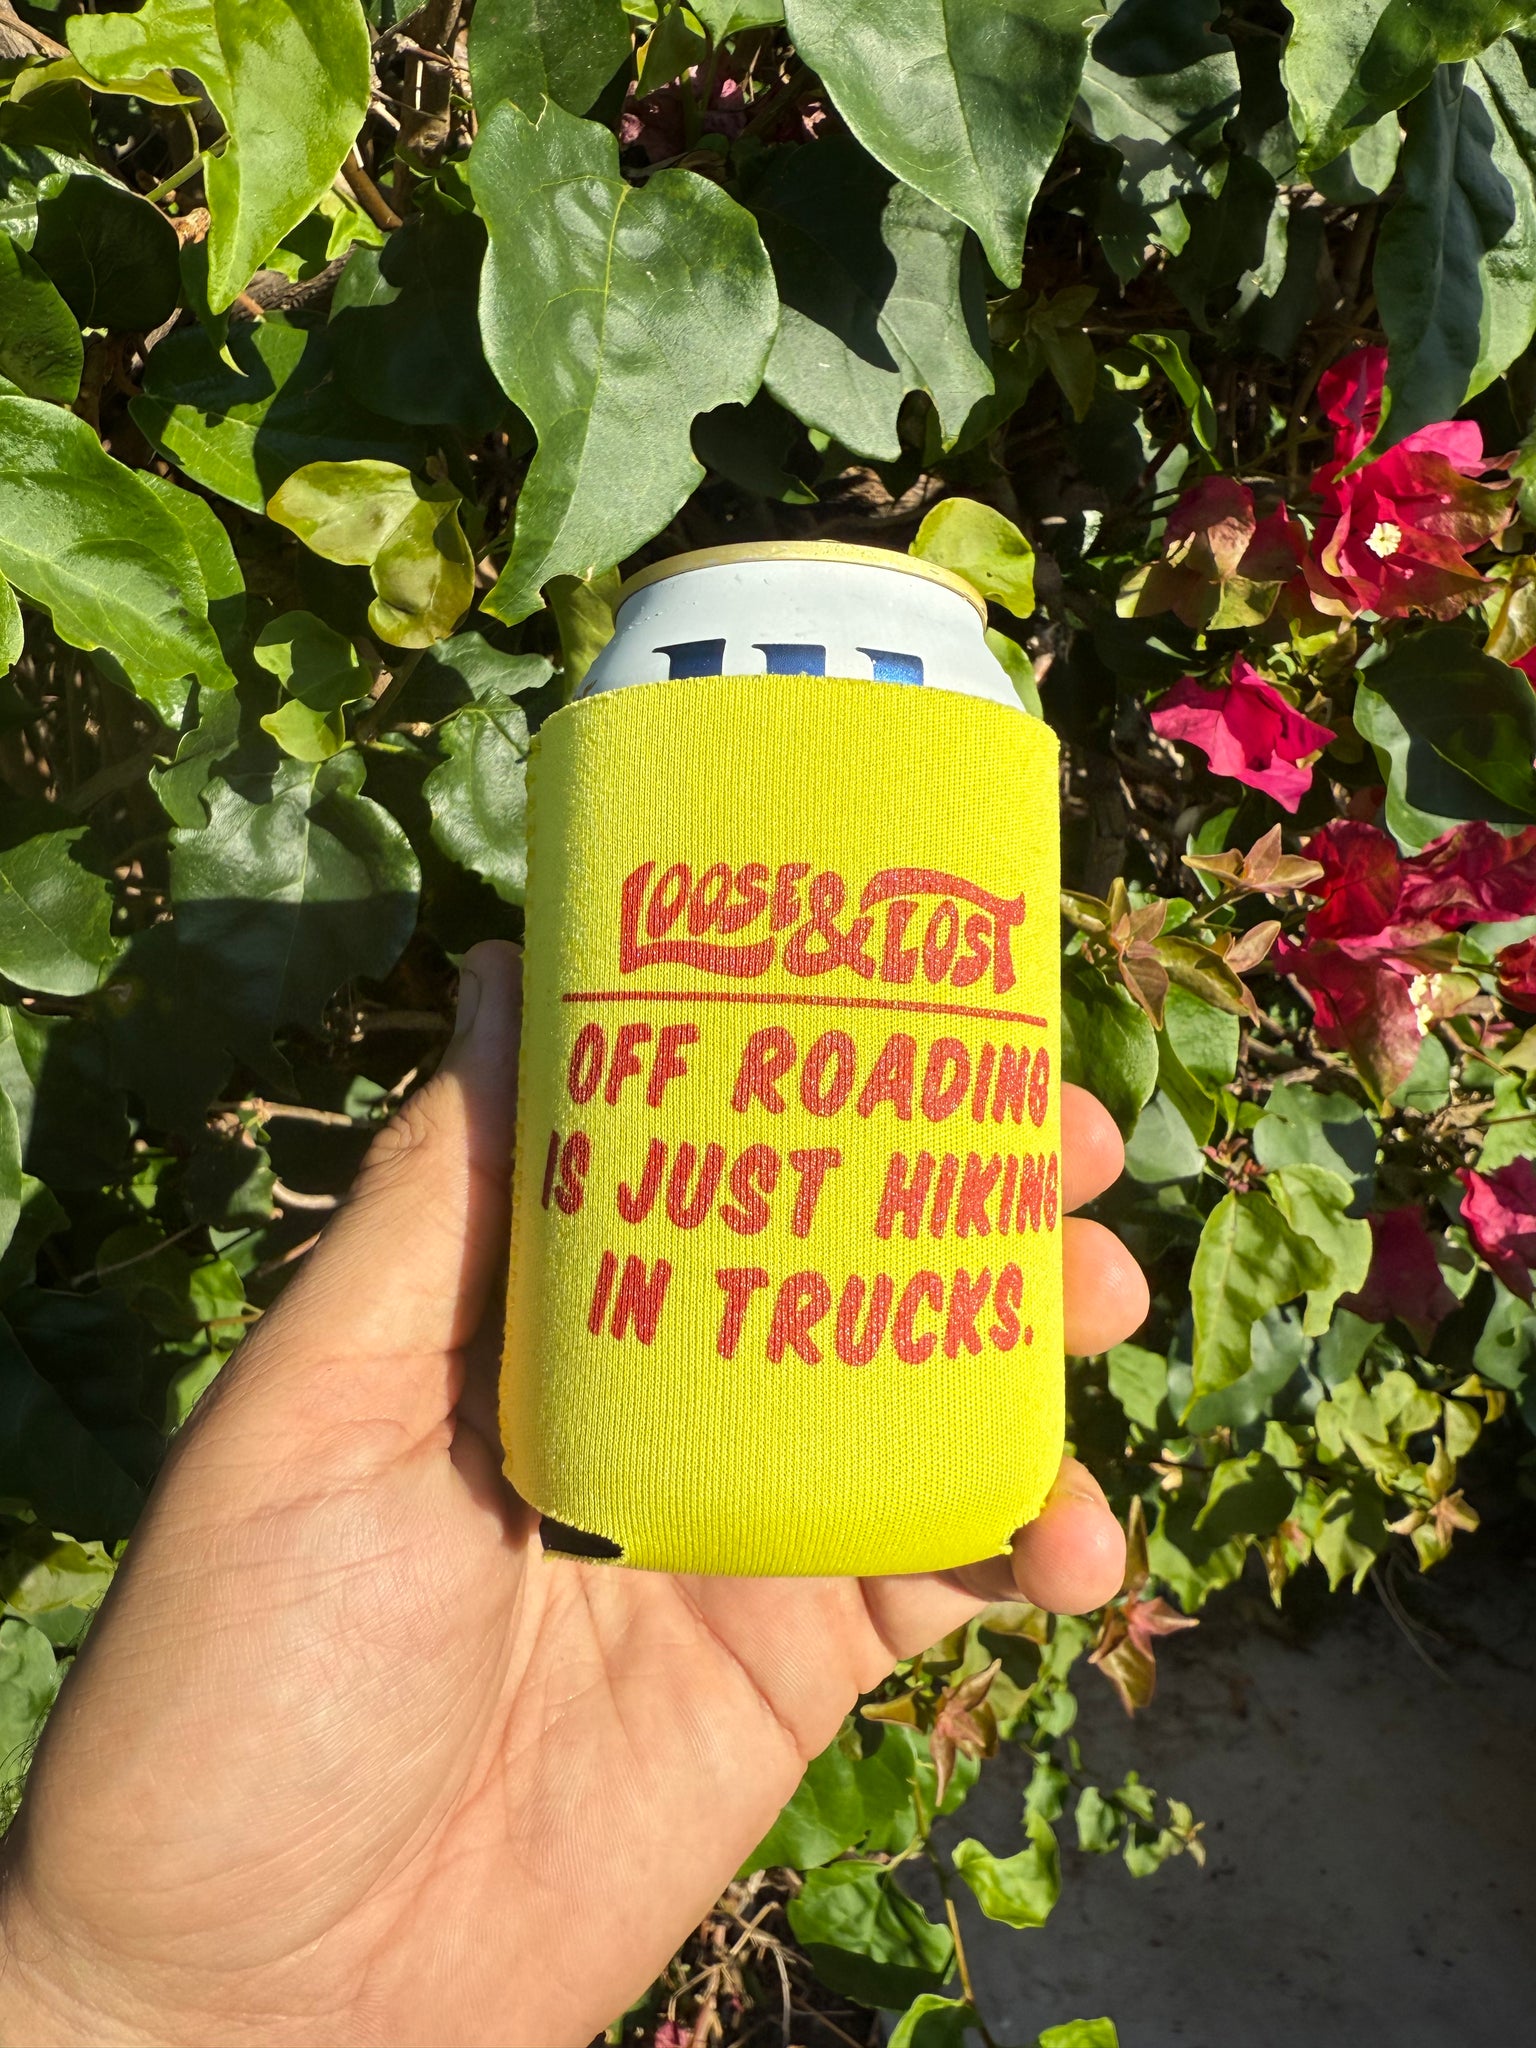 LOOSE & LOST
OFF ROADING
IS JUST HIKING
IN TRUCKS.